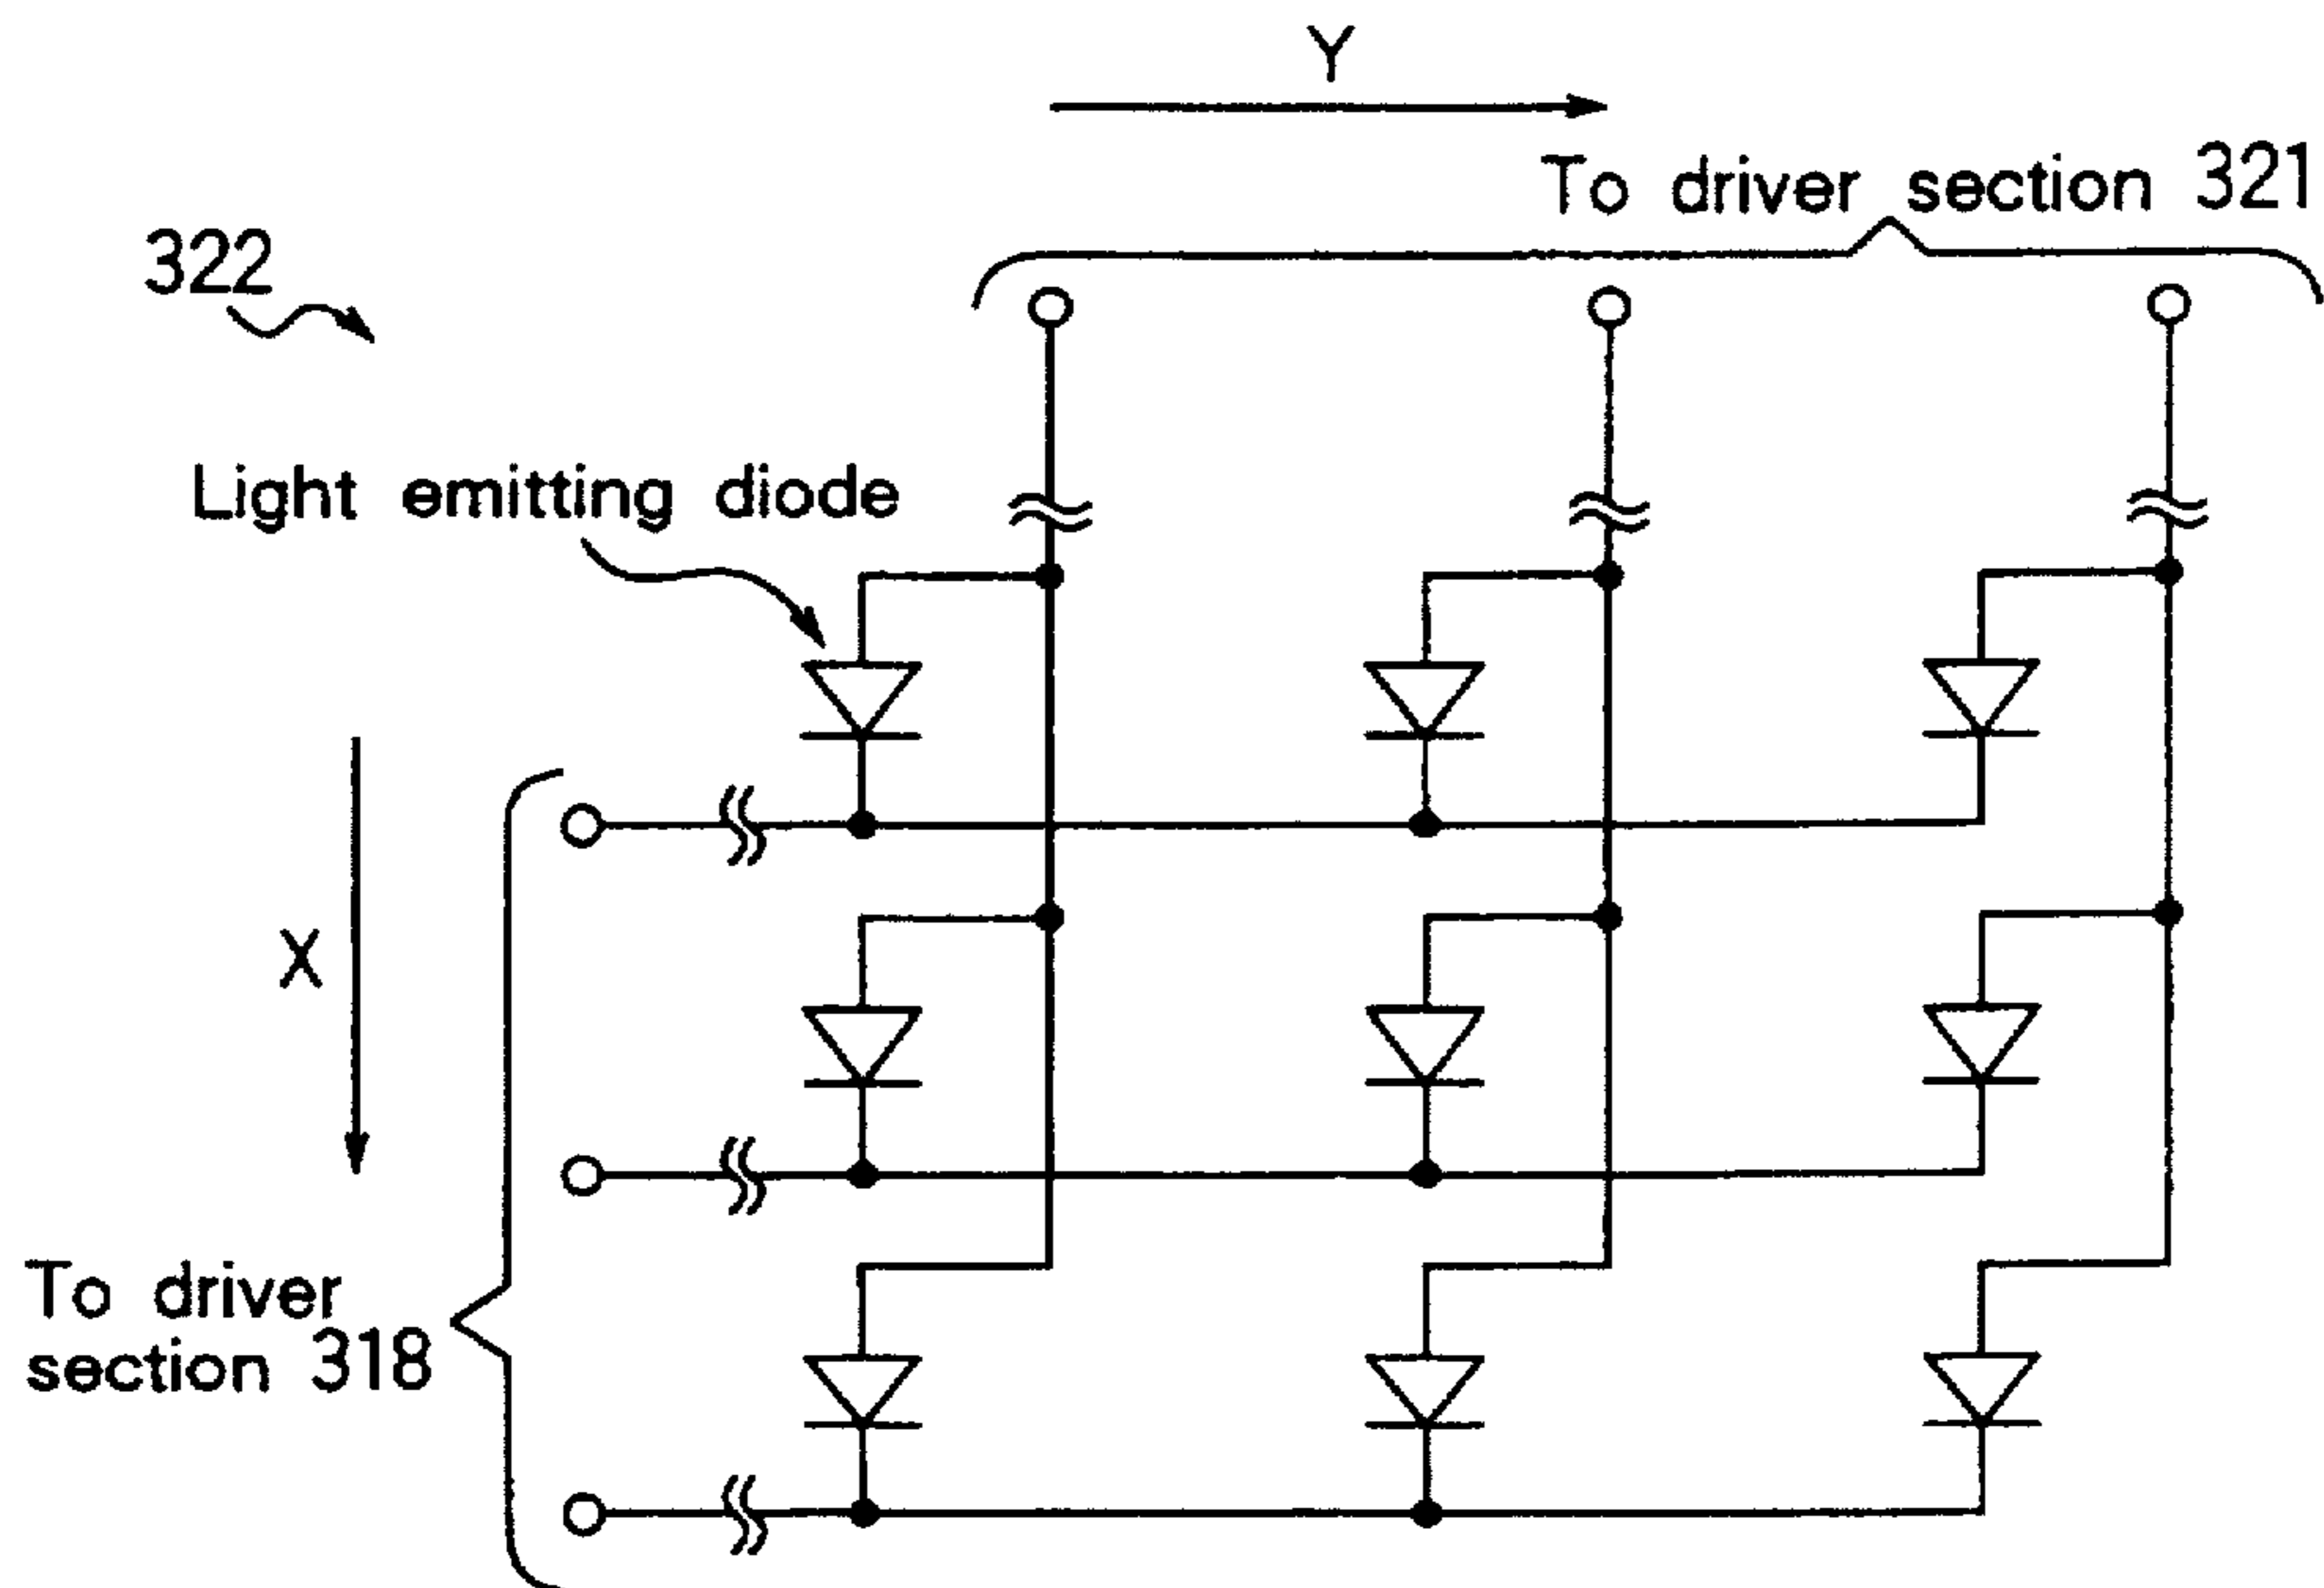 Y
To driver section 321
322
Light emitting diode
X
To driver
section 318